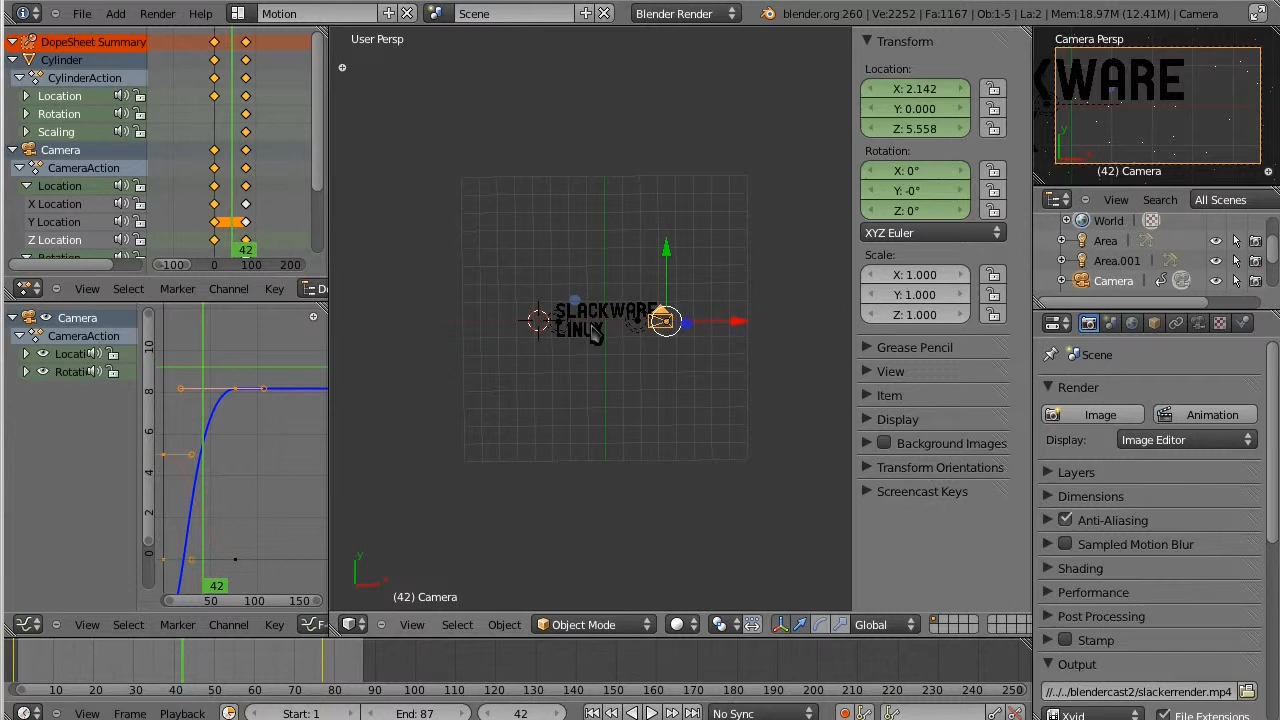 File Add Render Help Motion Scene Blender Render blender.org 260 | Ve:2252 | Fa:1167 | Ob:1-5 | La:2 | Mem:18.97M (12.41M) | Camera
DopeSheet Summary
Cylinder
CylinderAction
Location
Rotation
Scaling
Camera
CameraAction
Location
X Location
Y Location
Z Location
42
-100 0 100 200
View Select Marker Channel Key
Camera
CameraAction
Locati
Rotati
10
8
6
4
2
0
42
50 100 150
View Select Marker Channel Key
User Persp
SLACKWARE
LINUX
y
x
(42) Camera
View Select Object Object Mode Global
Transform
Location:
X: 2.142
Y: 0.000
Z: 5.558
Rotation:
X: 0°
Y: -0°
Z: 0°
XYZ Euler
Scale:
X: 1.000
Y: 1.000
Z: 1.000
Grease Pencil
View
Item
Display
Background Images
Transform Orientations
Screencast Keys
Camera Persp
KWARE
y
x
(42) Camera
View Search All Scenes
World
Area
Area.001
Camera
Scene
Render
Image Animation
Display: Image Editor
Layers
Dimensions
Anti-Aliasing
Sampled Motion Blur
Shading
Performance
Post Processing
Stamp
Output
//../../blendercast2/slackerrender.mp4
Xvid File Extensions
10 20 30 40 50 60 70 80 90 100 110 120 130 140 150 160 170 180 190 200 210 220 230 240 250
View Frame Playback Start: 1 End: 87 42 No Sync